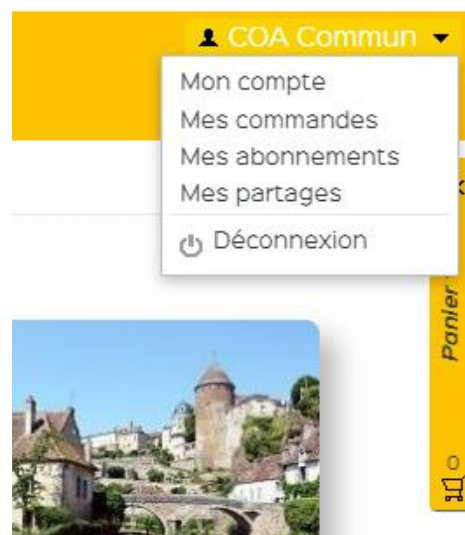 COA Commun
Mon compte
Mes commandes
Mes abonnements
Mes partages
Déconnexion
Panier
0